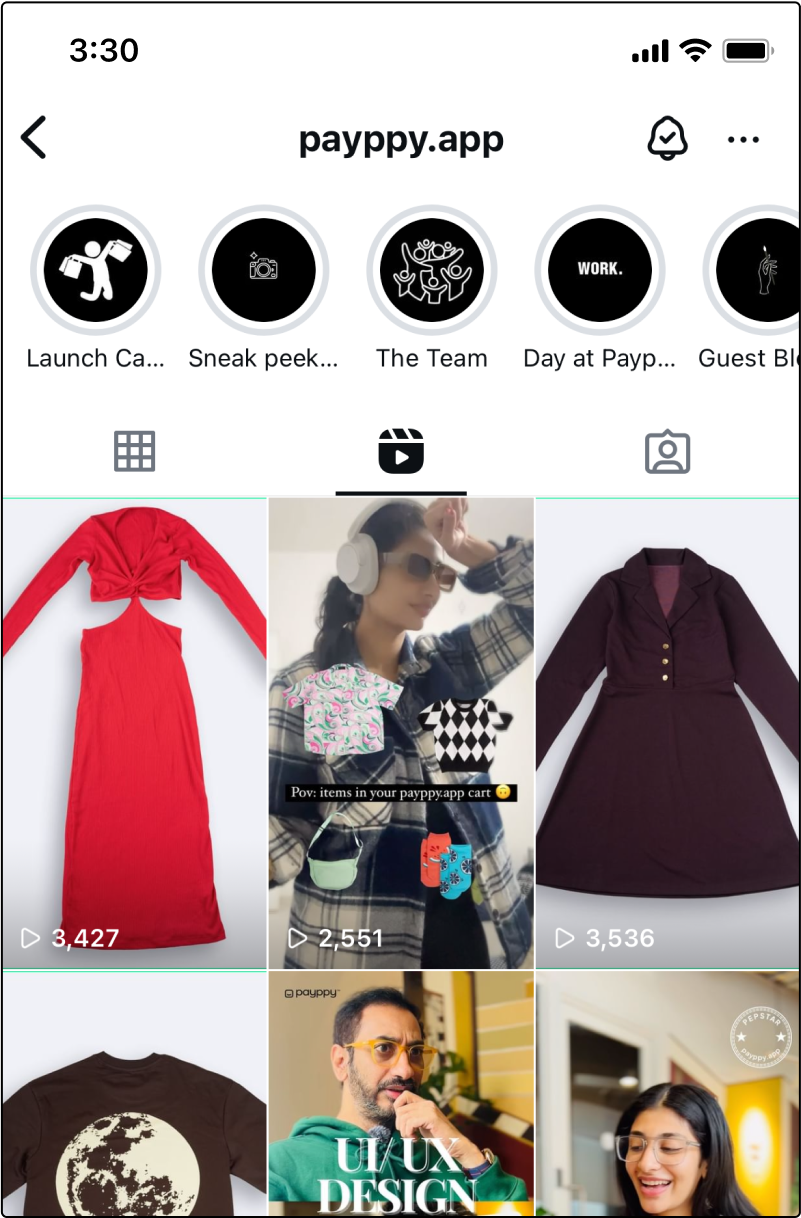 3:30
payppy.app
WORK.
Launch Ca...
Sneak peek...
The Team
Day at Payp...
Guest Blo
Pov: items in your payppy.app cart 🙃
3,427
2,551
3,536
payppy
PEPSTAR
payppy.app
UI/UX
DESIGN